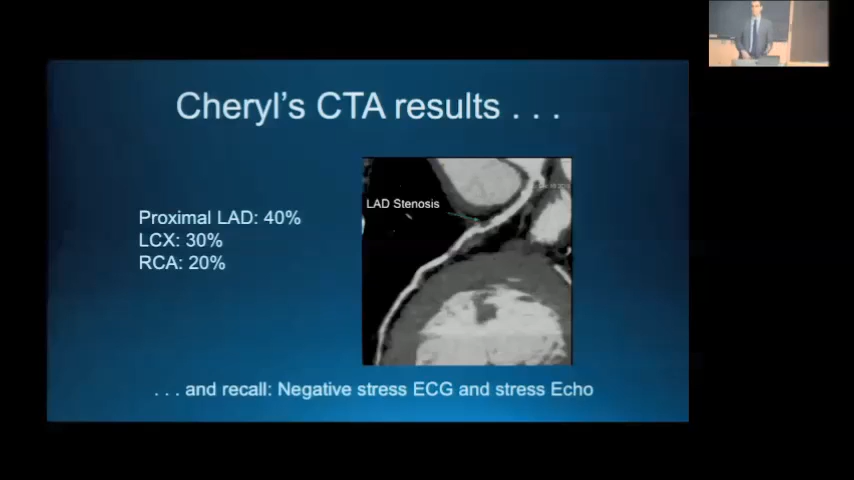 Cheryl's CTA results . . .
LAD Stenosis
Proximal LAD: 40%
LCX: 30%
RCA: 20%
. . . and recall: Negative stress ECG and stress Echo